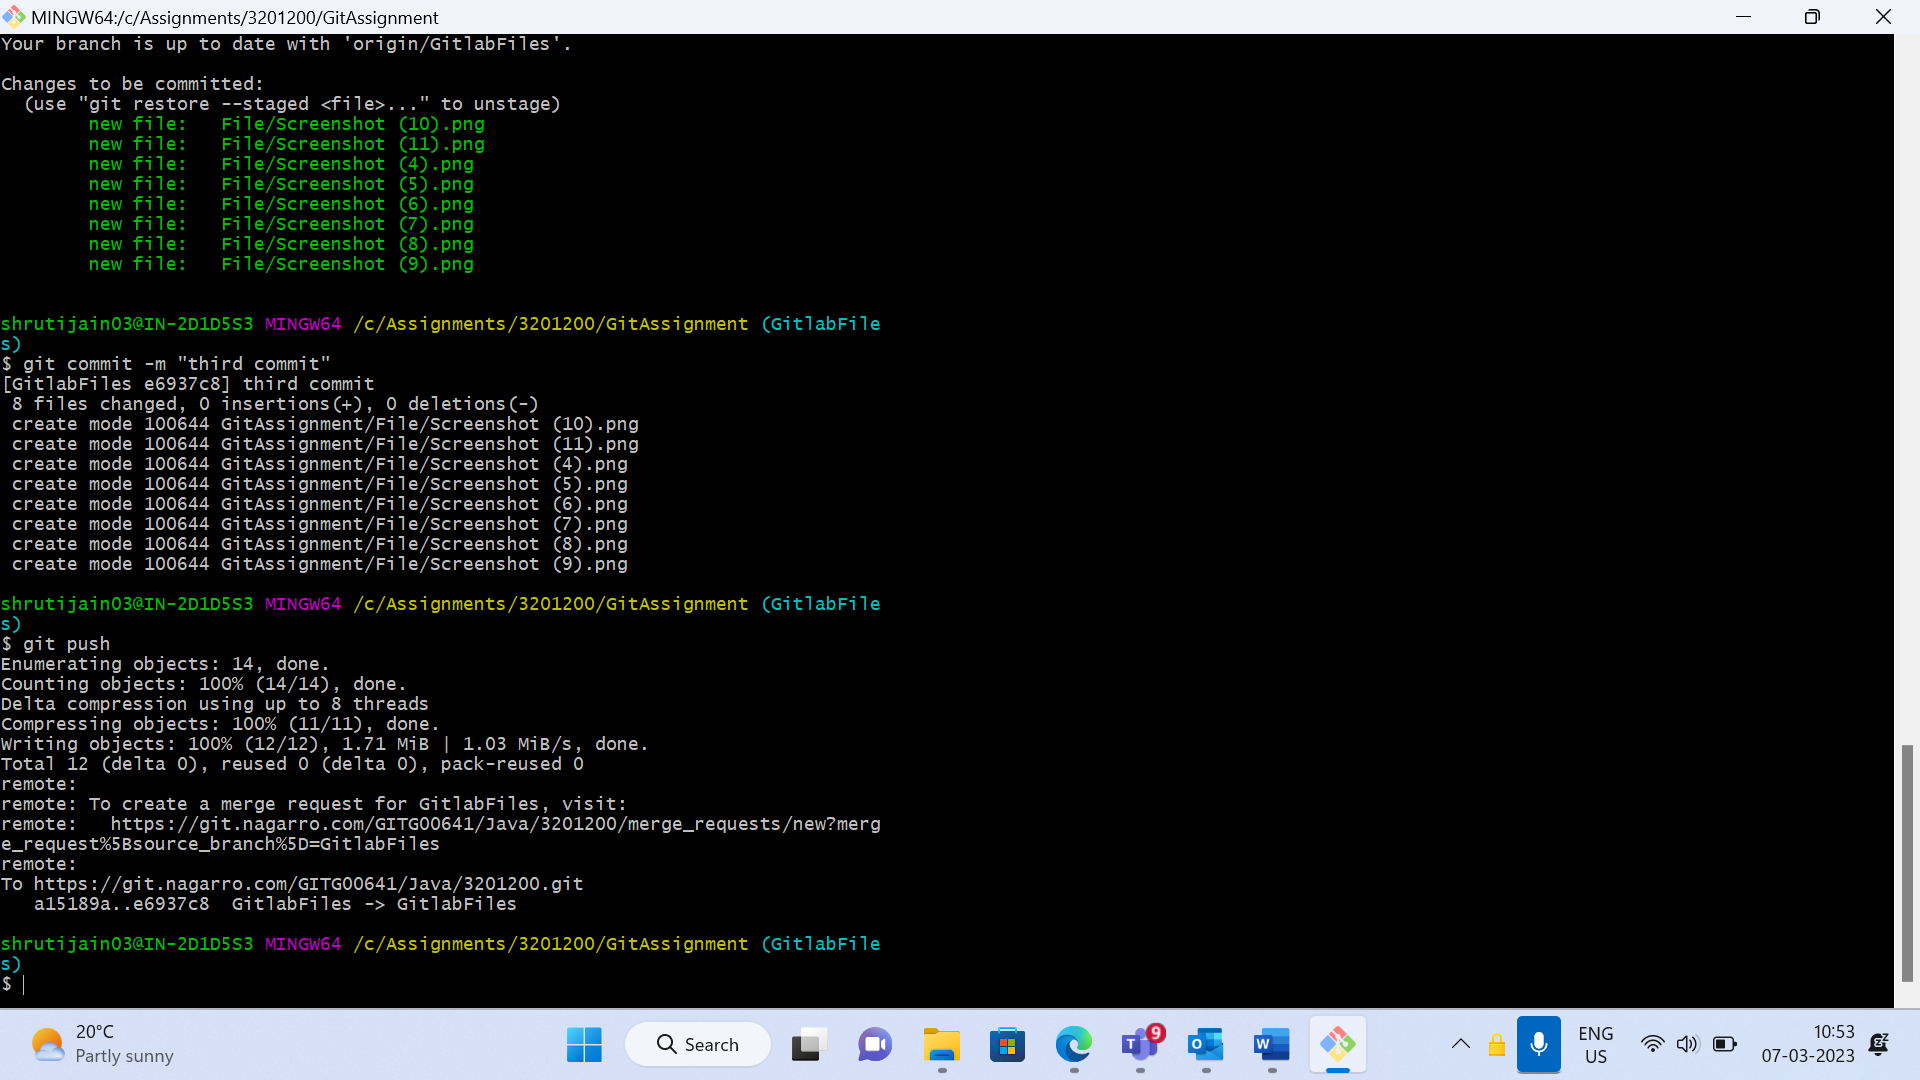 MINGW64:/c/Assignments/3201200/GitAssignment
Your branch is up to date with 'origin/GitlabFiles'.
Changes to be committed:
  (use "git restore --staged <file>..." to unstage)
        new file:   File/Screenshot (10).png
        new file:   File/Screenshot (11).png
        new file:   File/Screenshot (4).png
        new file:   File/Screenshot (5).png
        new file:   File/Screenshot (6).png
        new file:   File/Screenshot (7).png
        new file:   File/Screenshot (8).png
        new file:   File/Screenshot (9).png
shrutijain03@IN-2D1D5S3 MINGW64 /c/Assignments/3201200/GitAssignment (GitlabFile
s)
$ git commit -m "third commit"
[GitlabFiles e6937c8] third commit
 8 files changed, 0 insertions(+), 0 deletions(-)
 create mode 100644 GitAssignment/File/Screenshot (10).png
 create mode 100644 GitAssignment/File/Screenshot (11).png
 create mode 100644 GitAssignment/File/Screenshot (4).png
 create mode 100644 GitAssignment/File/Screenshot (5).png
 create mode 100644 GitAssignment/File/Screenshot (6).png
 create mode 100644 GitAssignment/File/Screenshot (7).png
 create mode 100644 GitAssignment/File/Screenshot (8).png
 create mode 100644 GitAssignment/File/Screenshot (9).png
shrutijain03@IN-2D1D5S3 MINGW64 /c/Assignments/3201200/GitAssignment (GitlabFile
s)
$ git push
Enumerating objects: 14, done.
Counting objects: 100% (14/14), done.
Delta compression using up to 8 threads
Compressing objects: 100% (11/11), done.
Writing objects: 100% (12/12), 1.71 MiB | 1.03 MiB/s, done.
Total 12 (delta 0), reused 0 (delta 0), pack-reused 0
remote:
remote: To create a merge request for GitlabFiles, visit:
remote:   https://git.nagarro.com/GITG00641/Java/3201200/merge_requests/new?merg
e_request%5Bsource_branch%5D=GitlabFiles
remote:
To https://git.nagarro.com/GITG00641/Java/3201200.git
   a15189a..e6937c8  GitlabFiles -> GitlabFiles
shrutijain03@IN-2D1D5S3 MINGW64 /c/Assignments/3201200/GitAssignment (GitlabFile
s)
$
20°C
Partly sunny
Search
T
9
O
W
ENG
US
10:53
07-03-2023